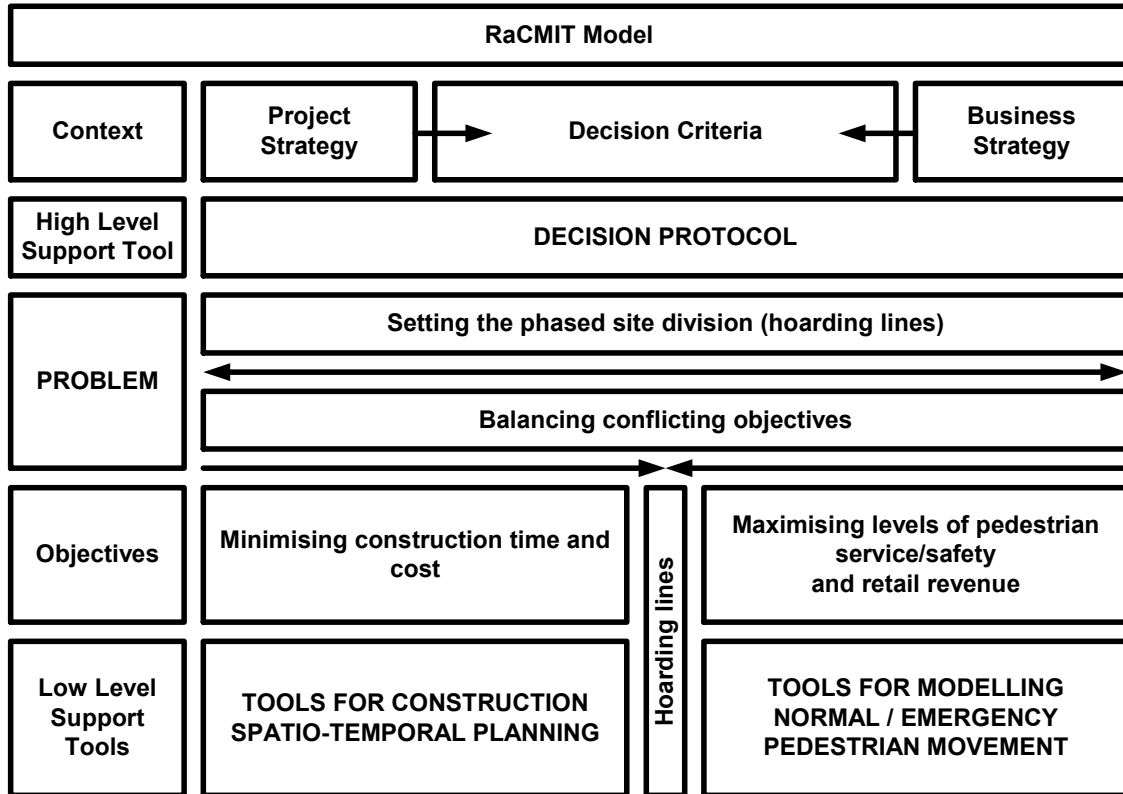 RaCMIT Model
Context
Project
Strategy
Decision Criteria
Business
Strategy
High Level
Support Tool
DECISION PROTOCOL
PROBLEM
Setting the phased site division (hoarding lines)
Balancing conflicting objectives
Objectives
Minimising construction time and
cost
Hoarding lines
Maximising levels of pedestrian
service/safety
and retail revenue
Low Level
Support
Tools
TOOLS FOR CONSTRUCTION
SPATIO-TEMPORAL PLANNING
TOOLS FOR MODELLING
NORMAL / EMERGENCY
PEDESTRIAN MOVEMENT